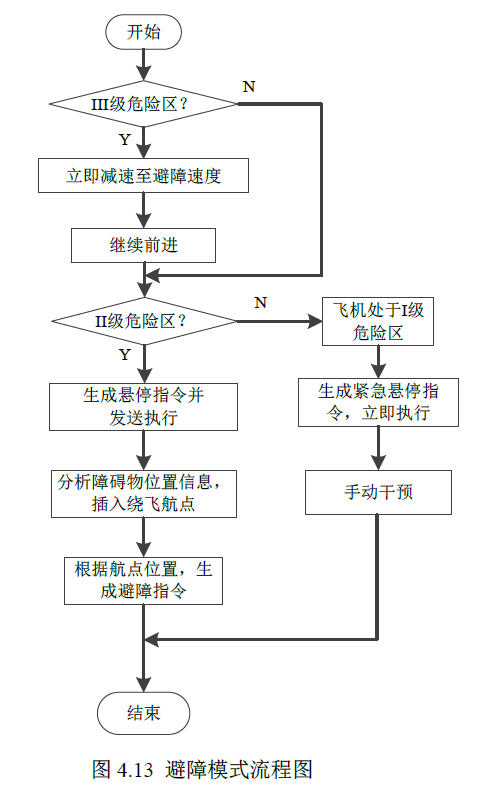 开始
III级危险区？
N
Y
立即减速至避障速度
继续前进
II级危险区？
N
Y
飞机处于I级
危险区
生成悬停指令并
发送执行
生成紧急悬停指
令，立即执行
分析障碍物位置信息，
插入绕飞航点
手动干预
根据航点位置，生
成避障指令
结束
图 4.13 避障模式流程图